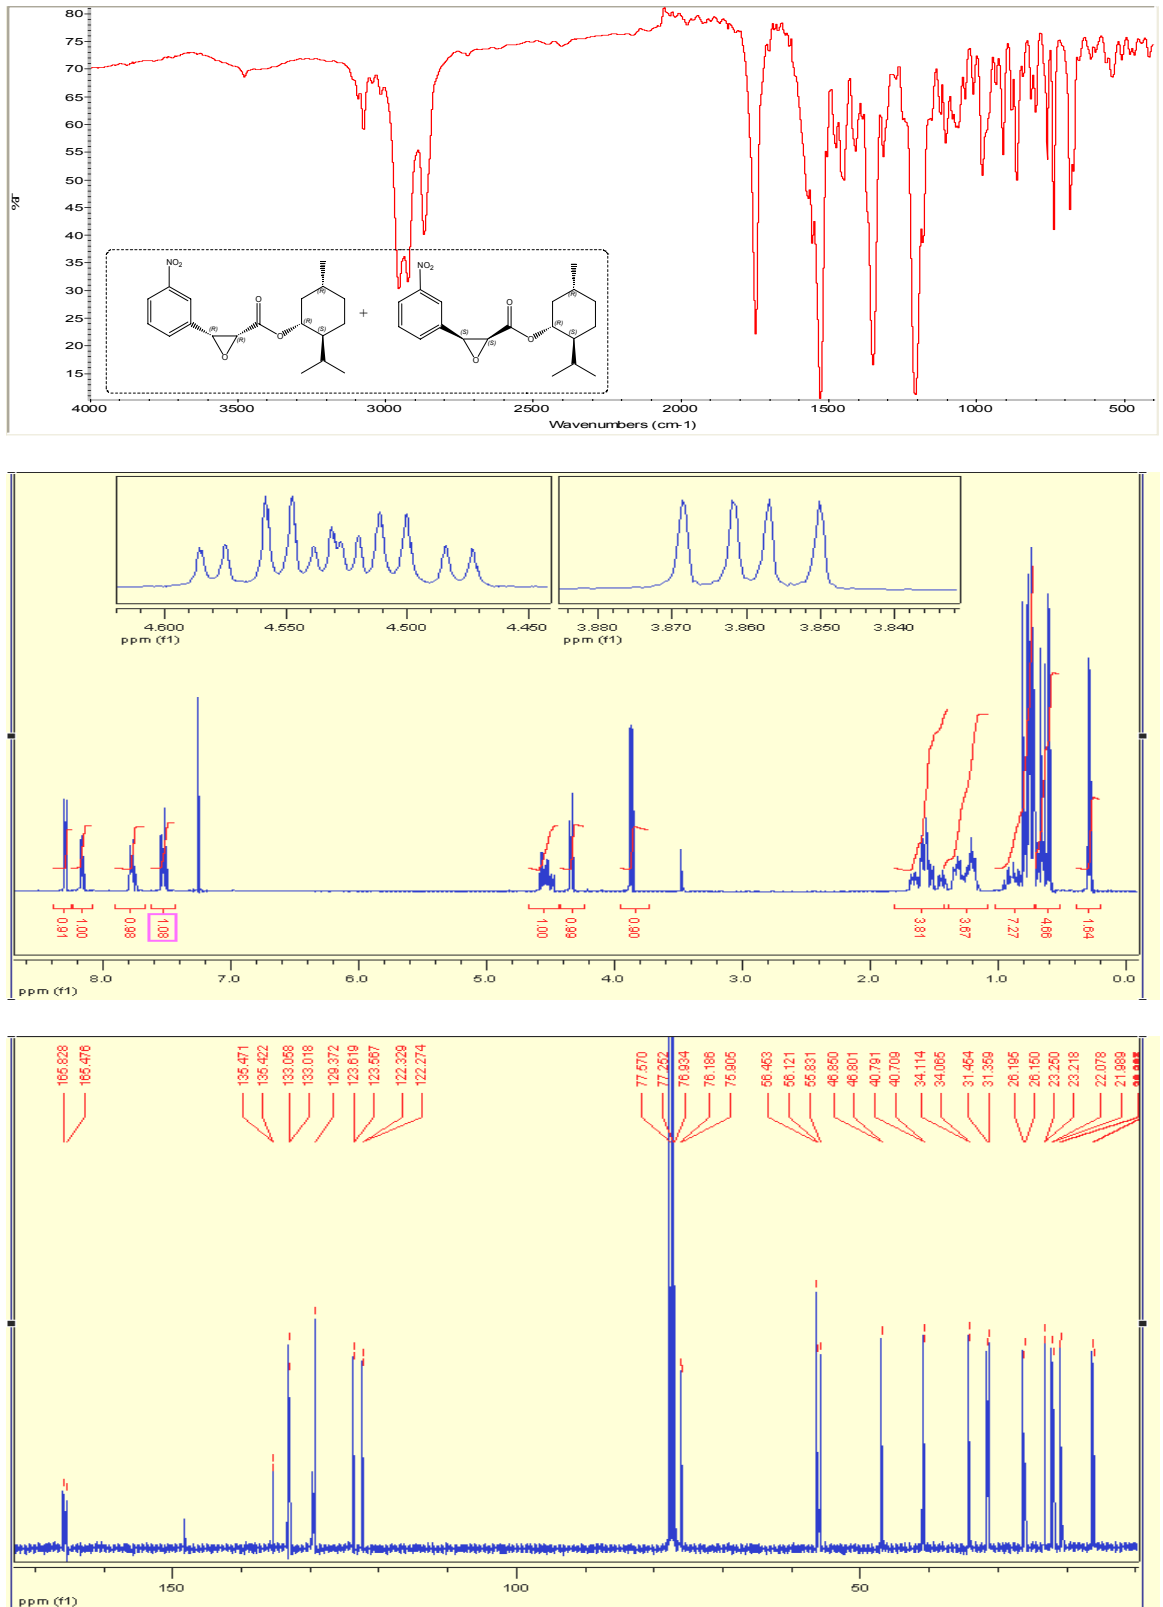 80
75
70
65
60
55
50
45
40
35
30
25
20
15
%
NO₂ NO₂
(R) (R) O O (R) (R) (S) + (S) (S) O O (R) (R) (S)
O O
4000 3500 3000 2500 2000 1500 1000 500
Wavenumbers (cm-1)
4.600 4.550 4.500 4.450
ppm (f1)
3.880 3.870 3.860 3.850 3.840
ppm (f1)
0.91 1.00 0.98 1.08 1.00 0.99 0.90 3.81 3.67 7.27 4.66 1.64
8.0 7.0 6.0 5.0 4.0 3.0 2.0 1.0 0.0
ppm (f1)
165.828 165.476 135.471 135.422 133.058 133.018 129.372 123.619 123.567 122.329 122.274 77.570 77.252 76.934 76.186 75.905 56.453 56.121 55.831 46.850 46.801 40.791 40.709 34.114 34.065 31.454 31.359 26.195 26.150 23.250 23.218 22.078 21.989
150 100 50
ppm (f1)